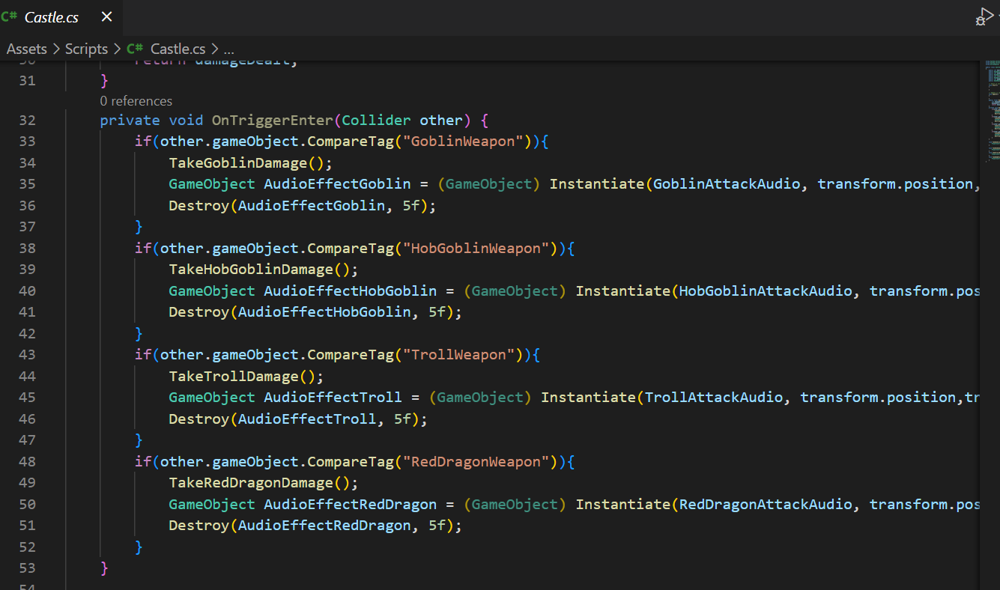 C# Castle.cs ×
Assets > Scripts > C# Castle.cs > ...
30 return damageDealt;
31 }
0 references
32 private void OnTriggerEnter(Collider other) {
33 if(other.gameObject.CompareTag("GoblinWeapon")){
34 TakeGoblinDamage();
35 GameObject AudioEffectGoblin = (GameObject) Instantiate(GoblinAttackAudio, transform.position,
36 Destroy(AudioEffectGoblin, 5f);
37 }
38 if(other.gameObject.CompareTag("HobGoblinWeapon")){
39 TakeHobGoblinDamage();
40 GameObject AudioEffectHobGoblin = (GameObject) Instantiate(HobGoblinAttackAudio, transform.pos
41 Destroy(AudioEffectHobGoblin, 5f);
42 }
43 if(other.gameObject.CompareTag("TrollWeapon")){
44 TakeTrollDamage();
45 GameObject AudioEffectTroll = (GameObject) Instantiate(TrollAttackAudio, transform.position,tr
46 Destroy(AudioEffectTroll, 5f);
47 }
48 if(other.gameObject.CompareTag("RedDragonWeapon")){
49 TakeRedDragonDamage();
50 GameObject AudioEffectRedDragon = (GameObject) Instantiate(RedDragonAttackAudio, transform.pos
51 Destroy(AudioEffectRedDragon, 5f);
52 }
53 }
54